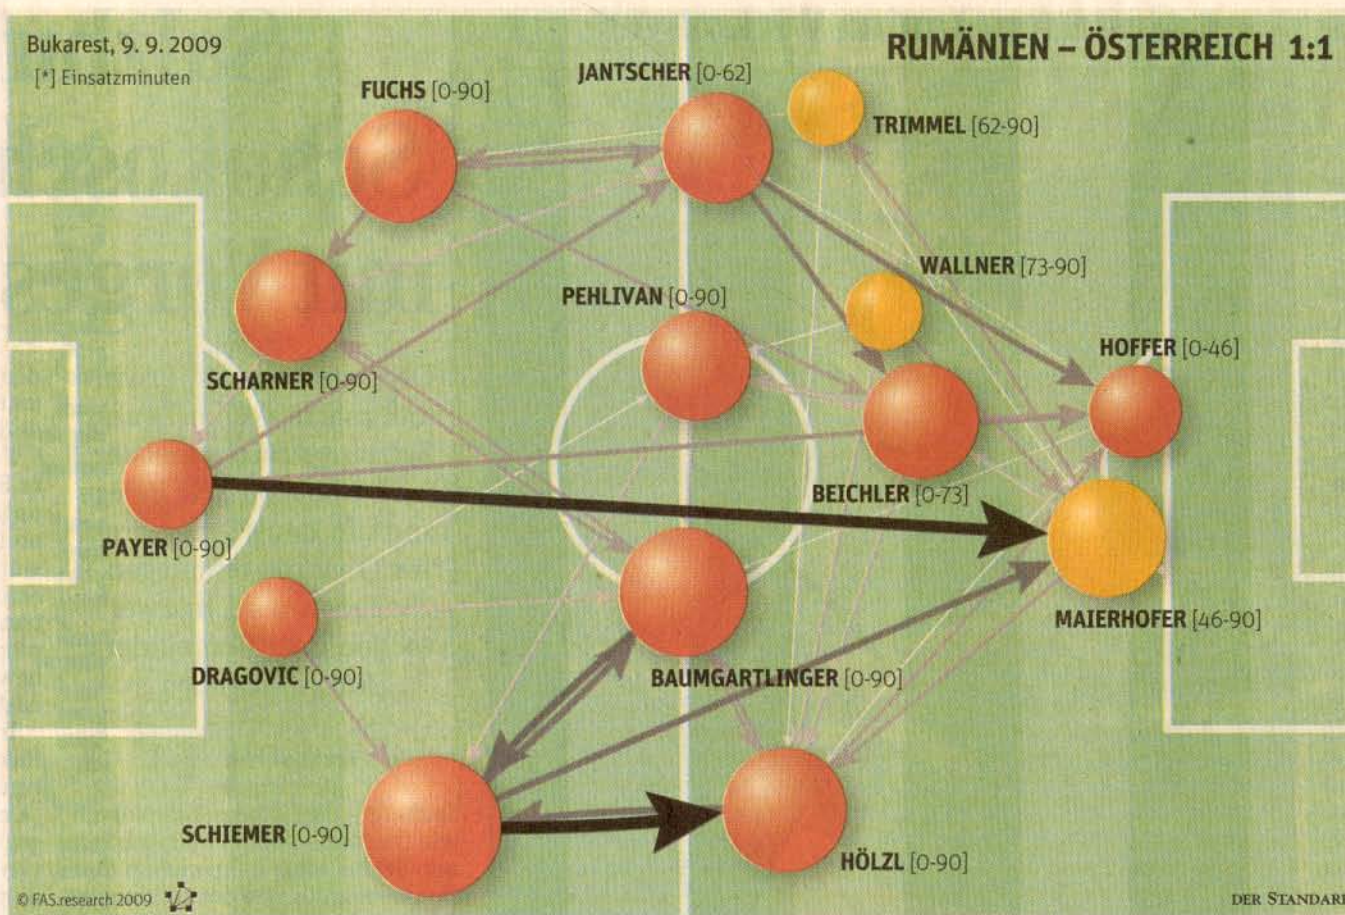 Bukarest, 9. 9. 2009
[*] Einsatzminuten
RUMÄNIEN – ÖSTERREICH 1:1
JANTSCHER [0-62]
FUCHS [0-90]
TRIMMEL [62-90]
WALLNER [73-90]
PEHLIVAN [0-90]
HOFFER [0-46]
SCHARNER [0-90]
BEICHLER [0-73]
PAYER [0-90]
MAIERHOFER [46-90]
DRAGOVIC [0-90]
BAUMGARTLINGER [0-90]
SCHIEMER [0-90]
HÖLZL [0-90]
© FAS.research 2009
DER STANDARD